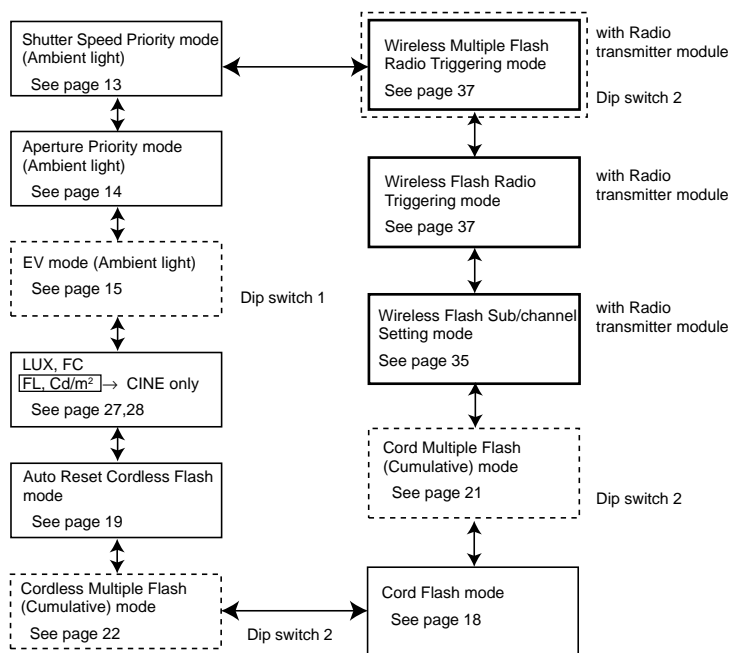 Shutter Speed Priority mode
(Ambient light)
See page 13
Aperture Priority mode
(Ambient light)
See page 14
EV mode (Ambient light)
See page 15
Dip switch 1
LUX, FC
FL, Cd/m² → CINE only
See page 27,28
Auto Reset Cordless Flash
mode
See page 19
Cordless Multiple Flash
(Cumulative) mode
See page 22
Dip switch 2
Wireless Multiple Flash
Radio Triggering mode
See page 37
with Radio
transmitter module
Dip switch 2
Wireless Flash Radio
Triggering mode
See page 37
with Radio
transmitter module
Wireless Flash Sub/channel
Setting mode
See page 35
with Radio
transmitter module
Cord Multiple Flash
(Cumulative) mode
See page 21
Dip switch 2
Cord Flash mode
See page 18